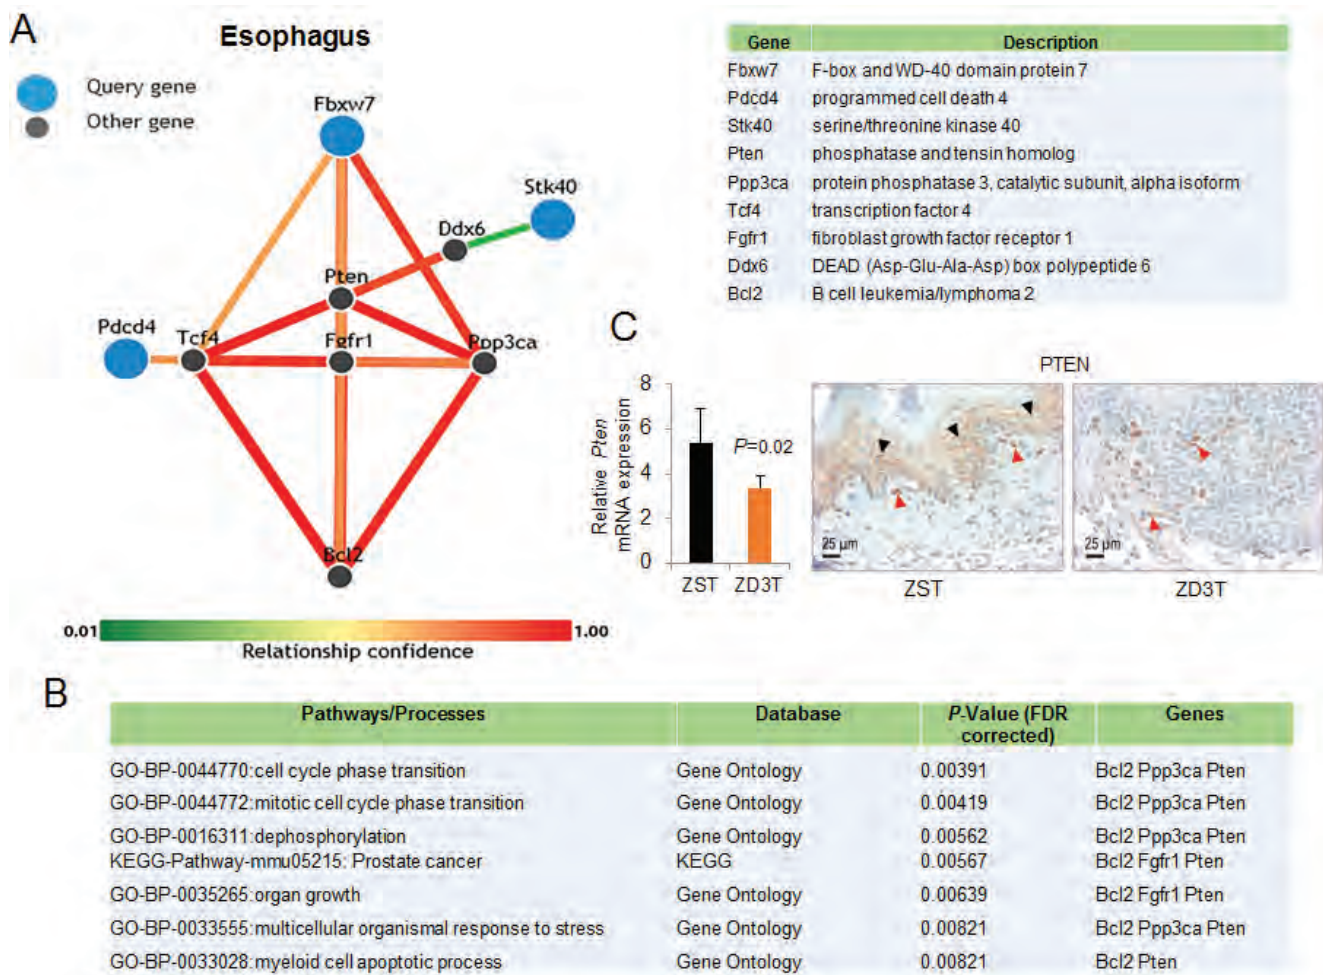 A
Esophagus
Query gene
Other gene
Fbxw7
Stk40
Ddx6
Pten
Pdcd4
Tcf4
Fgfr1
Ppp3ca
Bcl2
0.01
1.00
Relationship confidence
Gene Description
Fbxw7 F-box and WD-40 domain protein 7
Pdcd4 programmed cell death 4
Stk40 serine/threonine kinase 40
Pten phosphatase and tensin homolog
Ppp3ca protein phosphatase 3, catalytic subunit, alpha isoform
Tcf4 transcription factor 4
Fgfr1 fibroblast growth factor receptor 1
Ddx6 DEAD (Asp-Glu-Ala-Asp) box polypeptide 6
Bcl2 B cell leukemia/lymphoma 2
C
Relative Pten
mRNA expression
8
6
4
2
0
P=0.02
ZST ZD3T
PTEN
25 µm
25 µm
ZST
ZD3T
B
Pathways/Processes Database P-Value (FDR corrected) Genes
GO-BP-0044770:cell cycle phase transition Gene Ontology 0.00391 Bcl2 Ppp3ca Pten
GO-BP-0044772:mitotic cell cycle phase transition Gene Ontology 0.00419 Bcl2 Ppp3ca Pten
GO-BP-0016311:dephosphorylation Gene Ontology 0.00562 Bcl2 Ppp3ca Pten
KEGG-Pathway-mmu05215: Prostate cancer KEGG 0.00567 Bcl2 Fgfr1 Pten
GO-BP-0035265:organ growth Gene Ontology 0.00639 Bcl2 Fgfr1 Pten
GO-BP-0033555:multicellular organismal response to stress Gene Ontology 0.00821 Bcl2 Ppp3ca Pten
GO-BP-0033028:myeloid cell apoptotic process Gene Ontology 0.00821 Bcl2 Pten